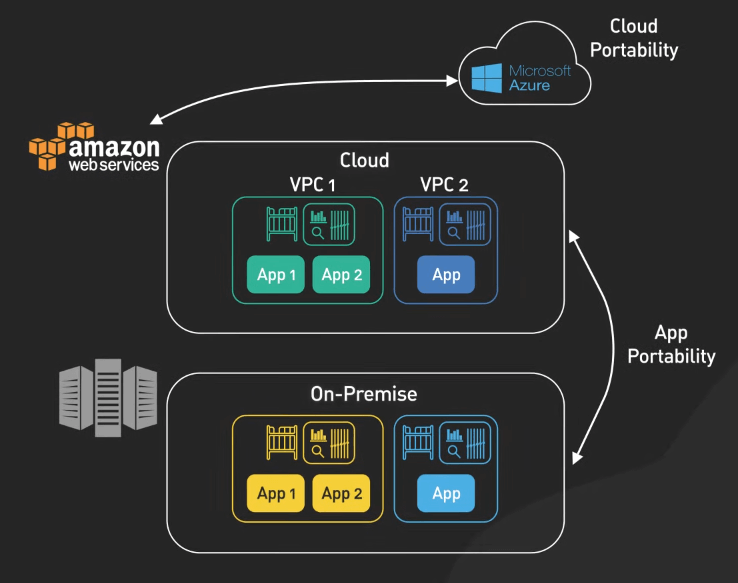 Cloud
Portability
Microsoft
Azure
amazon
web services
Cloud
VPC 1
VPC 2
App 1
App 2
App
App
Portability
On-Premise
App 1
App 2
App